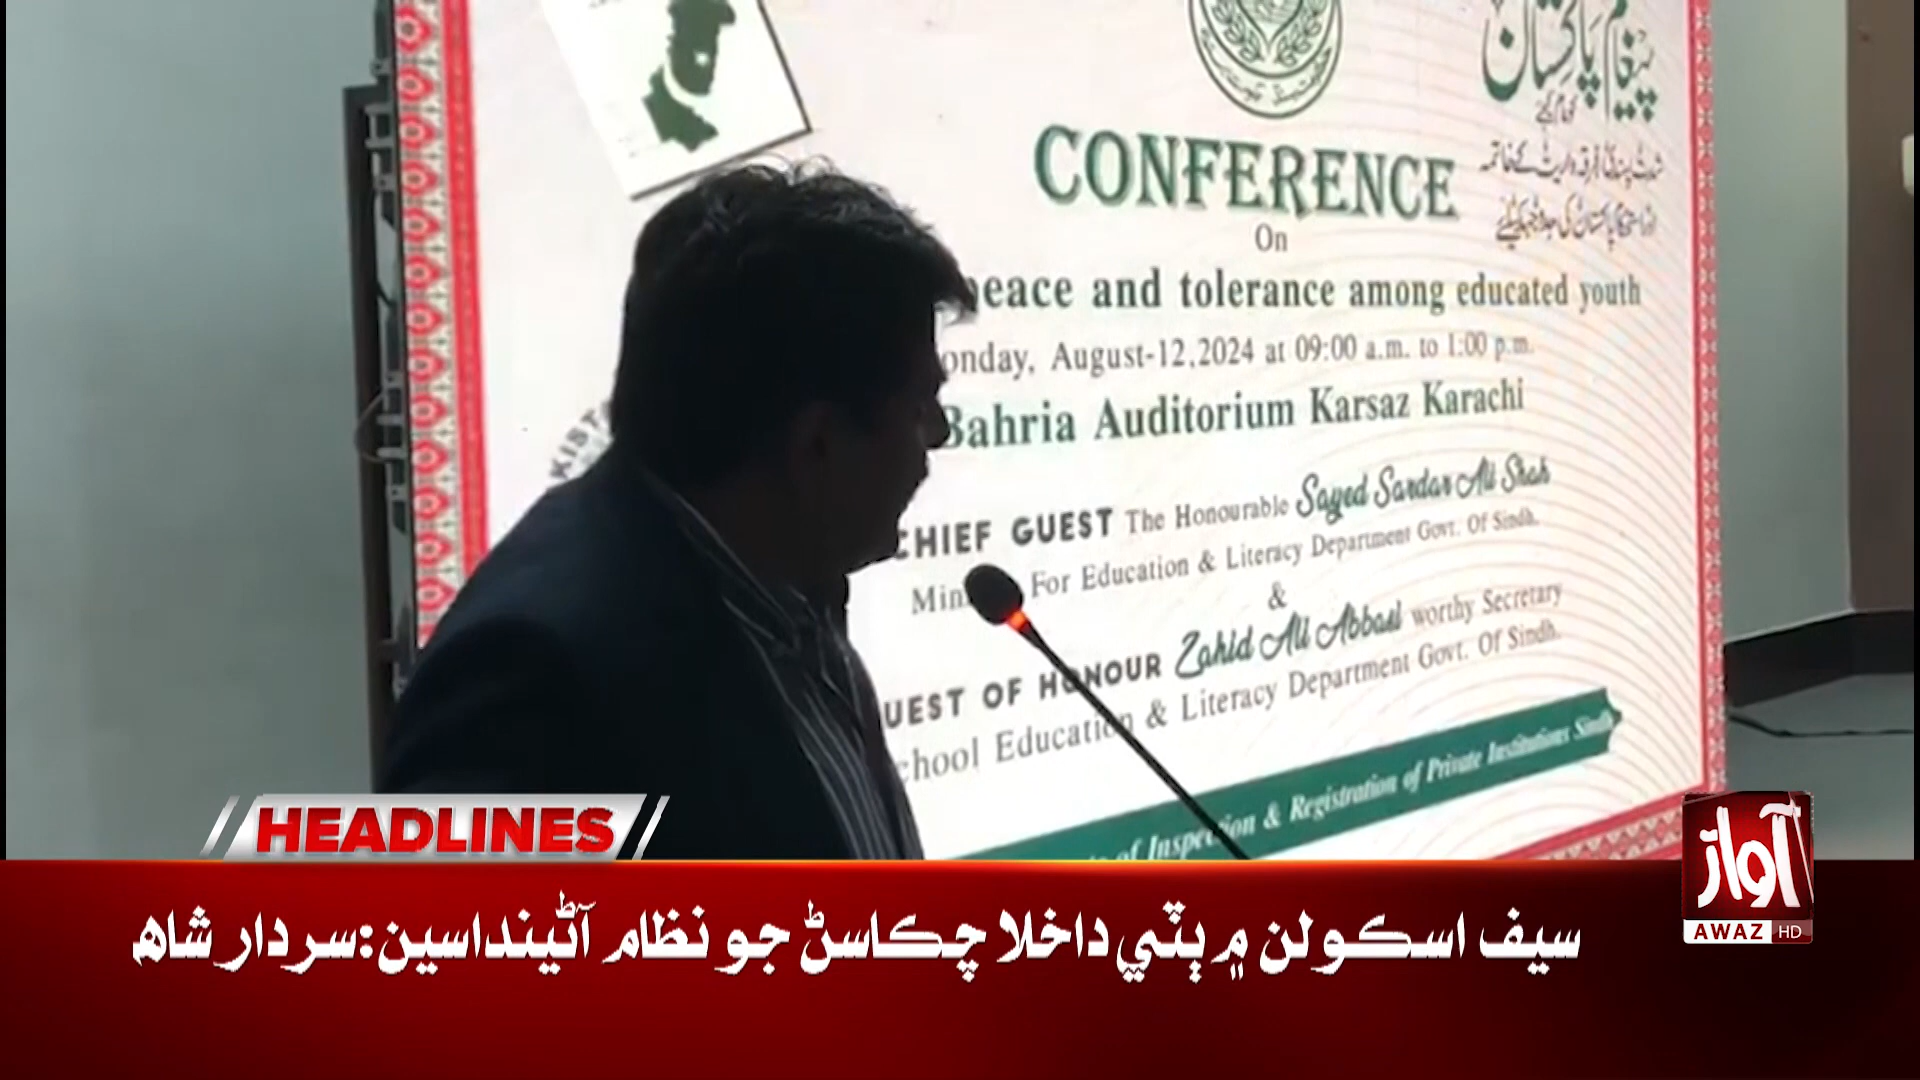 پیغام پاکستان
CONFERENCE
On
peace and tolerance among educated youth
onday, August-12,2024 at 09:00 a.m. to 1:00 p.m.
Bahria Auditorium Karsaz Karachi
KIST
CHIEF GUEST The Honourable Sayed Sardar Ali Shah
For Education & Literacy Department Govt. Of Sindh.
&
UEST OF HONOUR Zahid Ali Abbasi worthy Secretary
chool Education & Literacy Department Govt. Of Sindh.
of Inspection & Registration of Private Institutions Sindh
HEADLINES
آواز
AWAZ HD
سيف اسڪولن ۾ ٻٽي داخلا چڪاسڻ جو نظام آڻينداسين:سردار شاھ